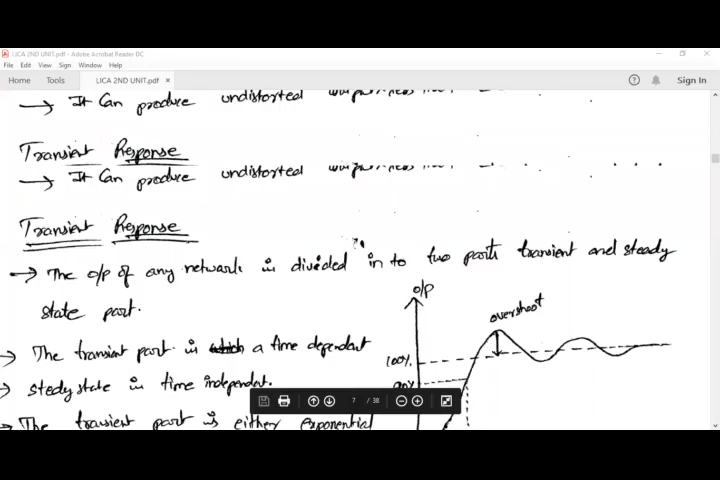 LICA 2ND UNIT.pdf - Adobe Acrobat Reader DC
File Edit View Sign Window Help
Home Tools LICA 2ND UNIT.pdf × Sign In
→ It Can produce undistorted
Transient Response
→ It Can produce undistorted
Transient Response
→ The o/p of any network is divided in to two parts transient and steady
state part.
→ The transient part is which a time dependent
→ stedy state is time independent.
→ The transient part is either exponential
o/p
overshoot
100%
90%
7 / 38